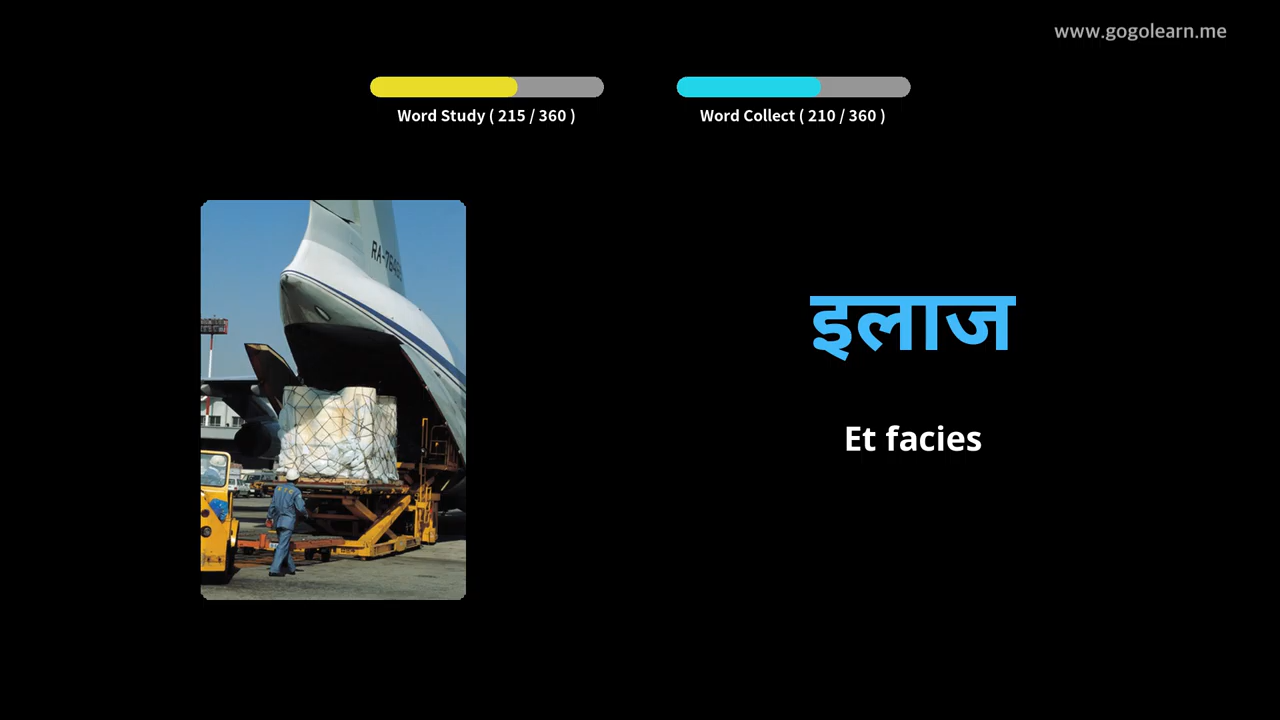 www.gogolearn.me
Word Study ( 215 / 360 )
Word Collect ( 210 / 360 )
इलाज
Et facies